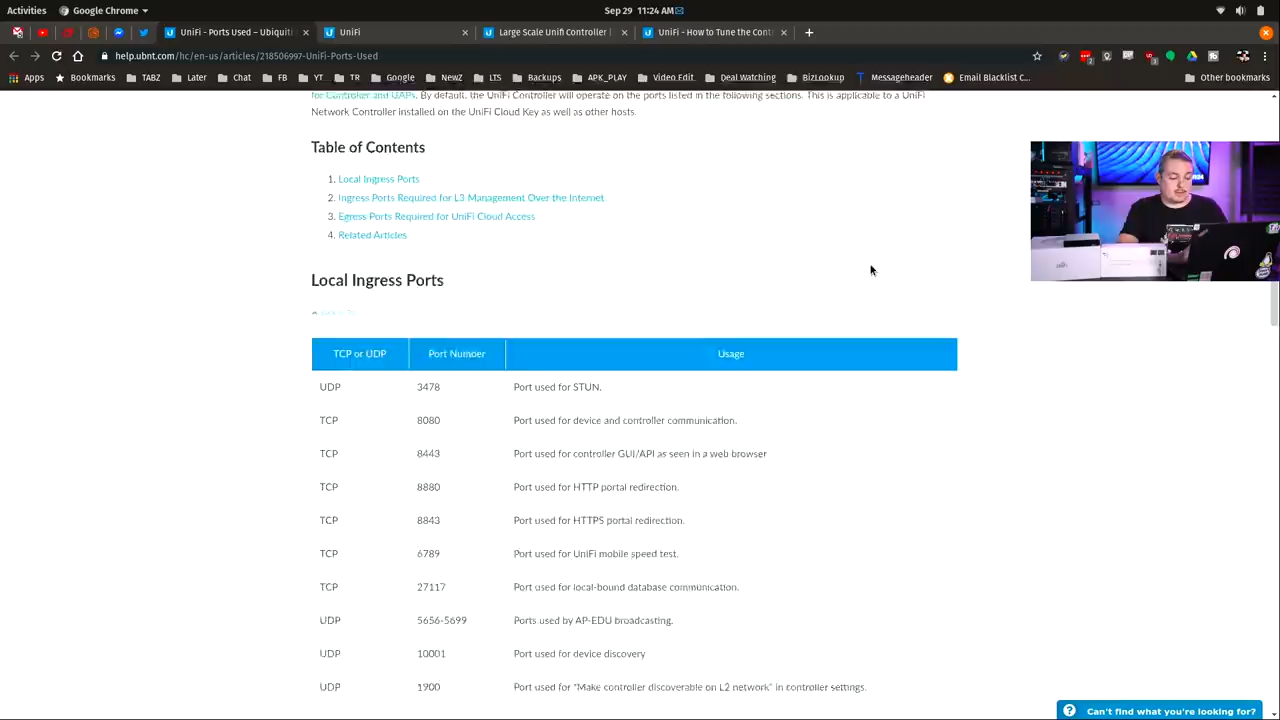 Activities Google Chrome Sep 29 11:24 AM
UniFi - Ports Used – Ubiquiti UniFi Large Scale Unifi Controller UniFi - How to Tune the Cont
help.ubnt.com/hc/en-us/articles/218506997-UniFi-Ports-Used
Apps Bookmarks TABZ Later Chat FB YT TR Google NewZ LTS Backups APK_PLAY Video Edit Deal Watching BizLookup Messageheader Email Blacklist C... Other bookmarks
for Controller and UAPs. By default, the UniFi Controller will operate on the ports listed in the following sections. This is applicable to a UniFi
Network Controller installed on the UniFi Cloud Key as well as other hosts.
Table of Contents
1. Local Ingress Ports
2. Ingress Ports Required for L3 Management Over the Internet
3. Egress Ports Required for UniFi Cloud Access
4. Related Articles
Local Ingress Ports
TCP or UDP Port Number Usage
UDP 3478 Port used for STUN.
TCP 8080 Port used for device and controller communication.
TCP 8443 Port used for controller GUI/API as seen in a web browser
TCP 8880 Port used for HTTP portal redirection.
TCP 8843 Port used for HTTPS portal redirection.
TCP 6789 Port used for UniFi mobile speed test.
TCP 27117 Port used for local-bound database communication.
UDP 5656-5699 Ports used by AP-EDU broadcasting.
UDP 10001 Port used for device discovery
UDP 1900 Port used for "Make controller discoverable on L2 network" in controller settings.
Can't find what you're looking for?